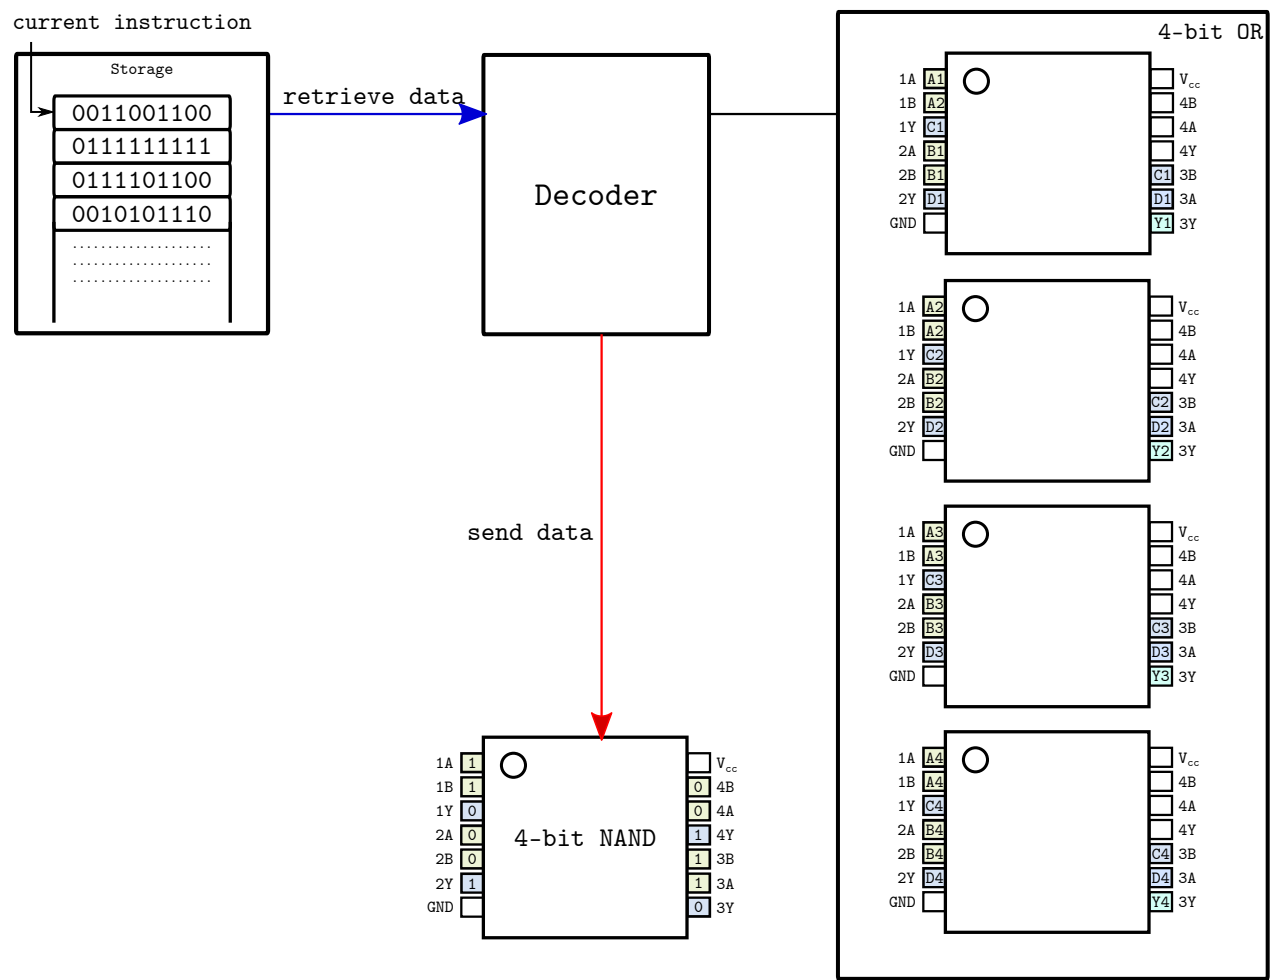 current instruction
Storage
0011001100
0111111111
0111101100
0010101110
....................
....................
....................
retrieve data
Decoder
send data
4-bit OR
1A A1 Vcc
1B A2 4B
1Y C1 4A
2A B1 4Y
2B B1 C1 3B
2Y D1 D1 3A
GND Y1 3Y
1A A2 Vcc
1B A2 4B
1Y C2 4A
2A B2 4Y
2B B2 C2 3B
2Y D2 D2 3A
GND Y2 3Y
1A A3 Vcc
1B A3 4B
1Y C3 4A
2A B3 4Y
2B B3 C3 3B
2Y D3 D3 3A
GND Y3 3Y
1A A4 Vcc
1B A4 4B
1Y C4 4A
2A B4 4Y
2B B4 C4 3B
2Y D4 D4 3A
GND Y4 3Y
4-bit NAND
1A 1 Vcc
1B 1 0 4B
1Y 0 0 4A
2A 0 1 4Y
2B 0 1 3B
2Y 1 1 3A
GND 0 3Y